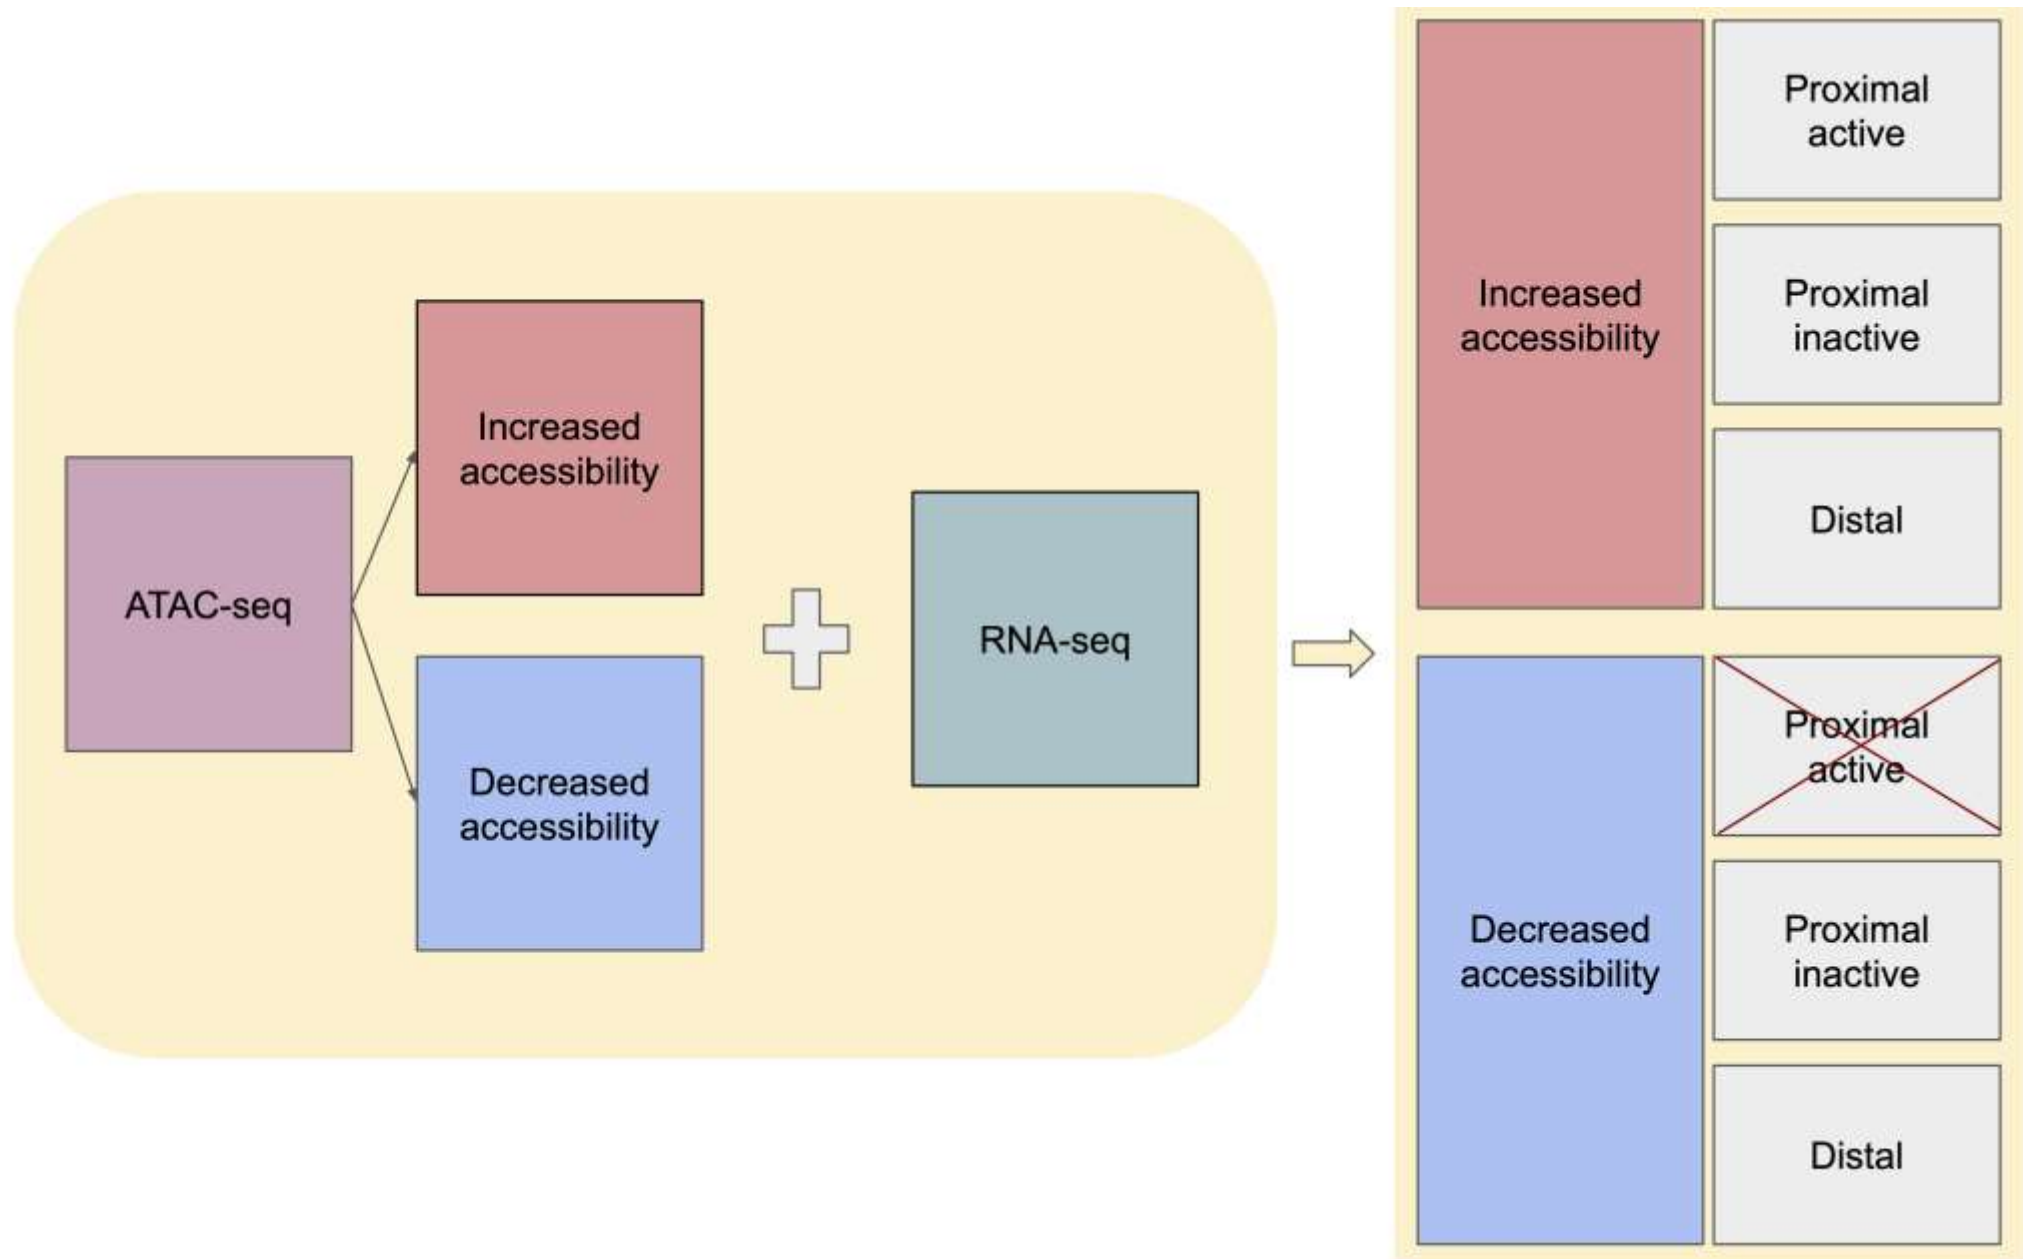 ATAC-seq
Increased
accessibility
Decreased
accessibility
RNA-seq
Increased
accessibility
Proximal
active
Proximal
inactive
Distal
Decreased
accessibility
Proximal
active
Proximal
inactive
Distal